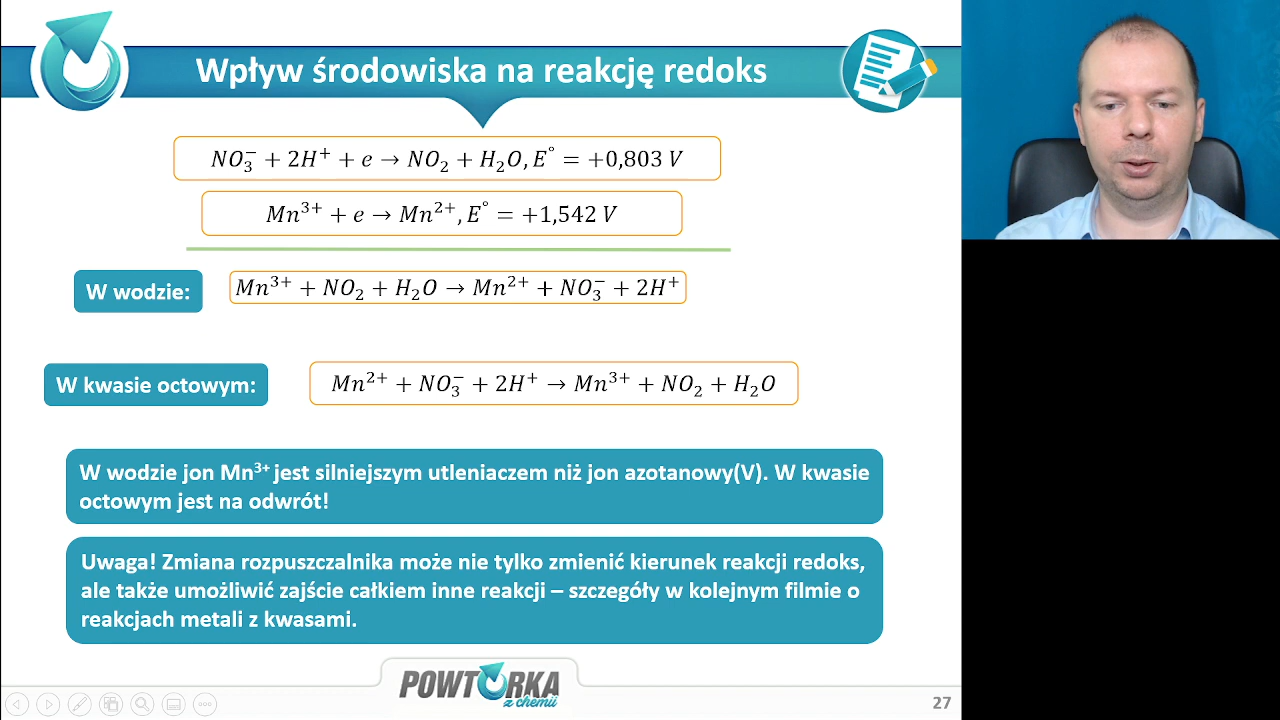 Wpływ środowiska na reakcję redoks
NO₃⁻ + 2H⁺ + e → NO₂ + H₂O, E° = +0,803 V
Mn³⁺ + e → Mn²⁺, E° = +1,542 V
W wodzie:
Mn³⁺ + NO₂ + H₂O → Mn²⁺ + NO₃⁻ + 2H⁺
W kwasie octowym:
Mn²⁺ + NO₃⁻ + 2H⁺ → Mn³⁺ + NO₂ + H₂O
W wodzie jon Mn³⁺ jest silniejszym utleniaczem niż jon azotanowy(V). W kwasie
octowym jest na odwrót!
Uwaga! Zmiana rozpuszczalnika może nie tylko zmienić kierunek reakcji redoks,
ale także umożliwić zajście całkiem inne reakcji – szczegóły w kolejnym filmie o
reakcjach metali z kwasami.
POWTÓRKA
z chemii
27